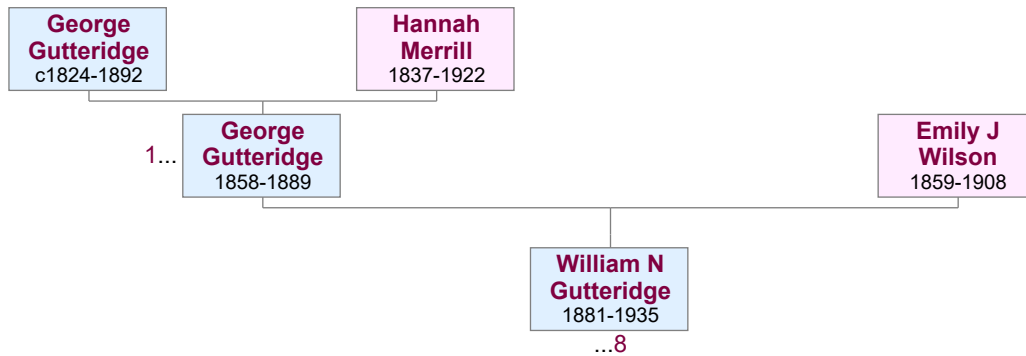 George
Gutteridge
c1824-1892
Hannah
Merrill
1837-1922
1...
George
Gutteridge
1858-1889
Emily J
Wilson
1859-1908
William N
Gutteridge
1881-1935
...8